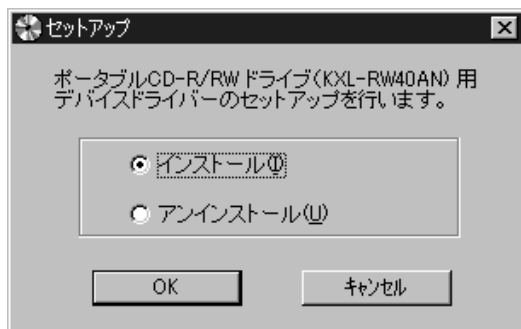 セットアップ
ポータブルCD-R/RWドライブ(KXL-RW40AN)用
デバイスドライバーのセットアップを行います。
インストール(I)
アンインストール(U)
OK
キャンセル